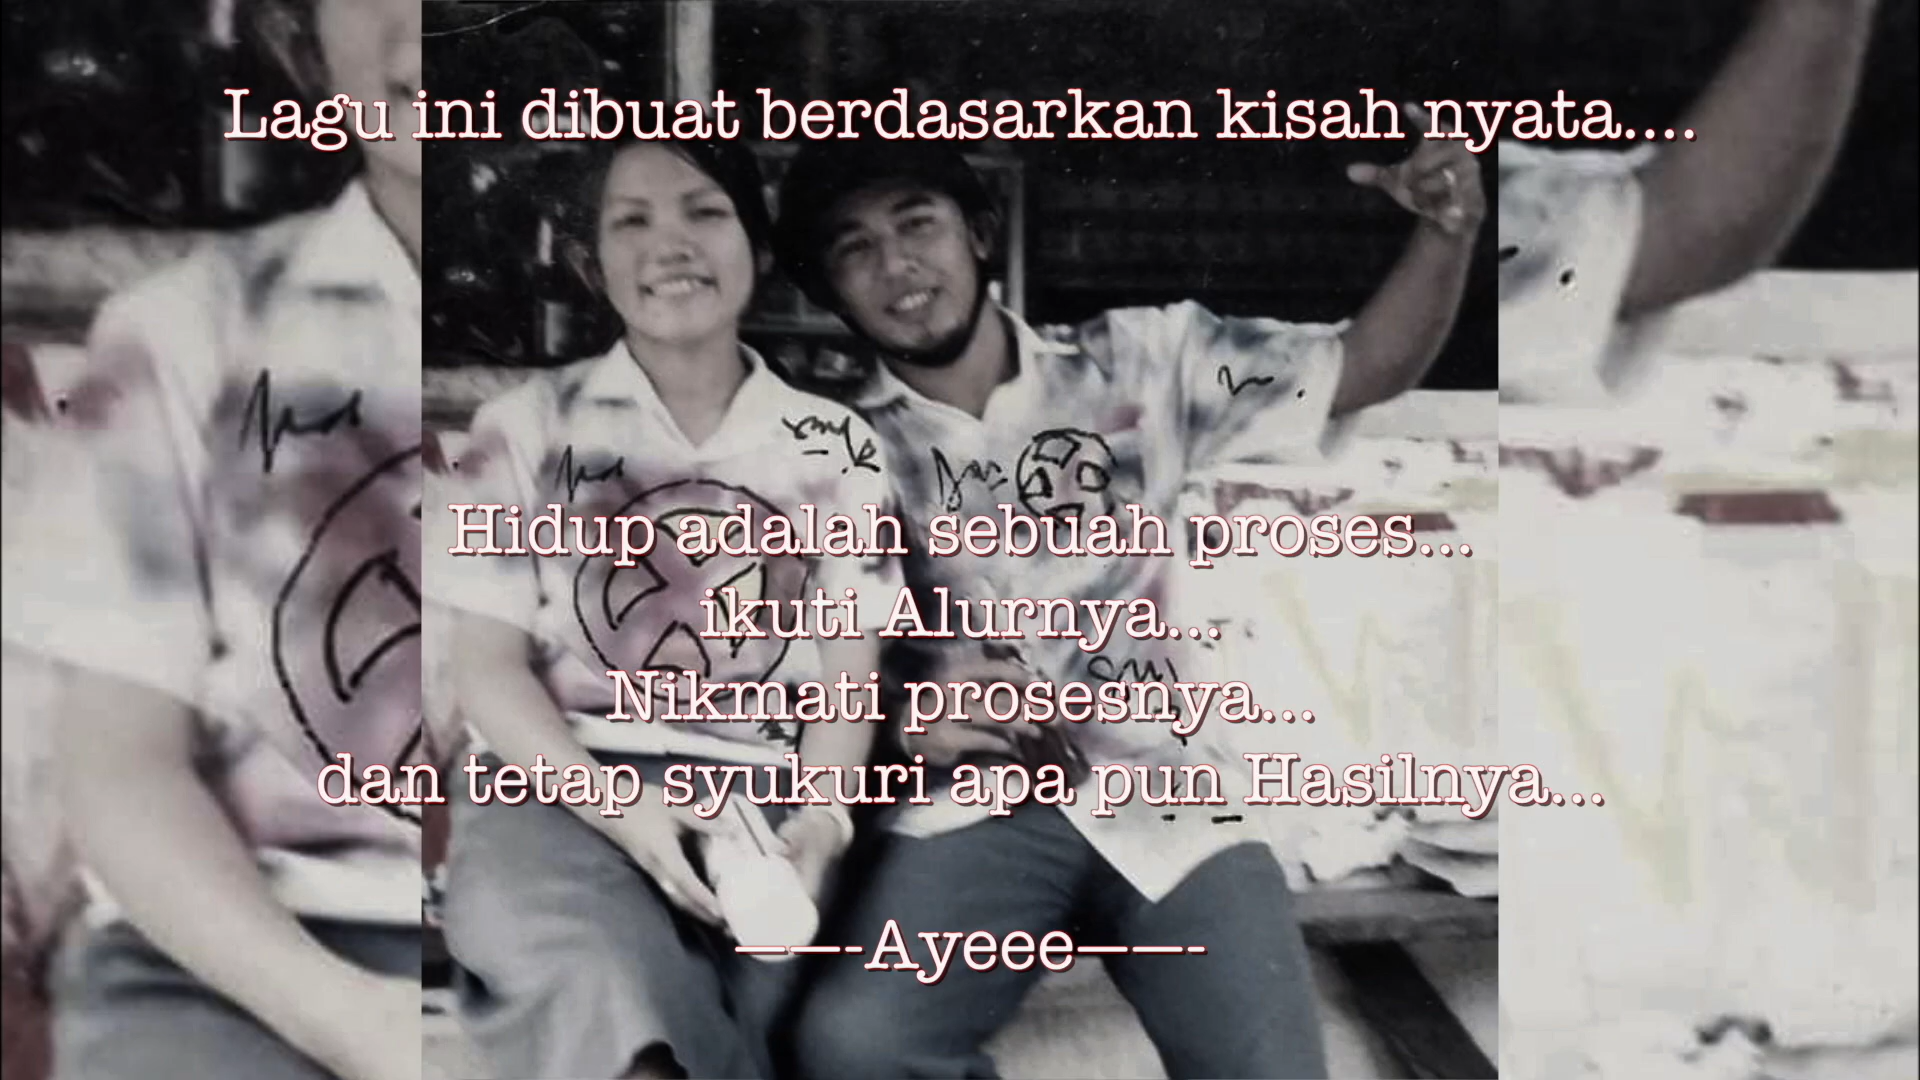 Lagu ini dibuat berdasarkan kisah nyata....
Hidup adalah sebuah proses...
ikuti Alurnya...
Nikmati prosesnya...
dan tetap syukuri apa pun Hasilnya...
———-Ayeee———-